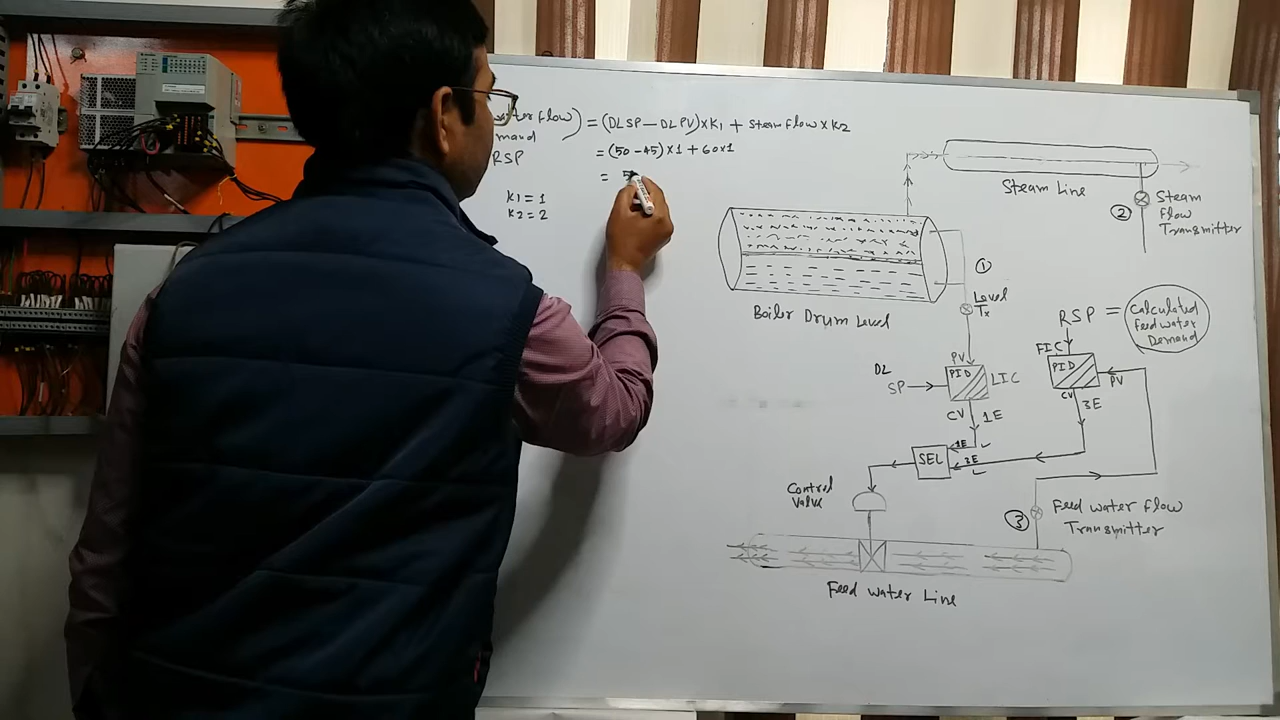 water flow) = (DLSP - DLPV)×K1 + Steam flow×K2
mand
RSP
= (50-45)×1 + 60×1
= 5
K1 = 1
K2 = 2
Steam Line
②
Steam
Flow
Transmitter
①
Level
Tx
Boiler Drum Level
RSP = Calculated
Feedwater
Demand
FIC
PID
PV
CV
3E
PV
DL
SP
PID
LIC
CV
1E
SEL
1E ✓
3E ✓
Control
Valve
③
Feed water flow
Transmitter
Feed water Line